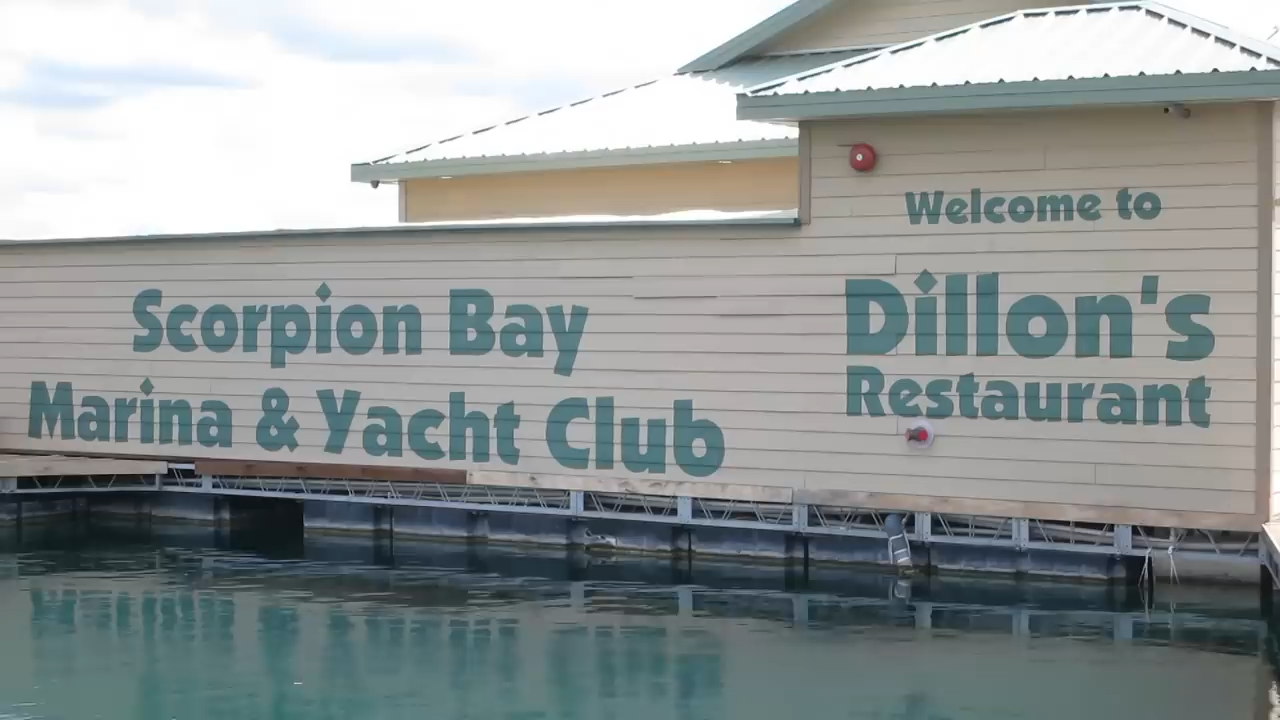 Scorpion Bay
Marina & Yacht Club
Welcome to
Dillon's
Restaurant